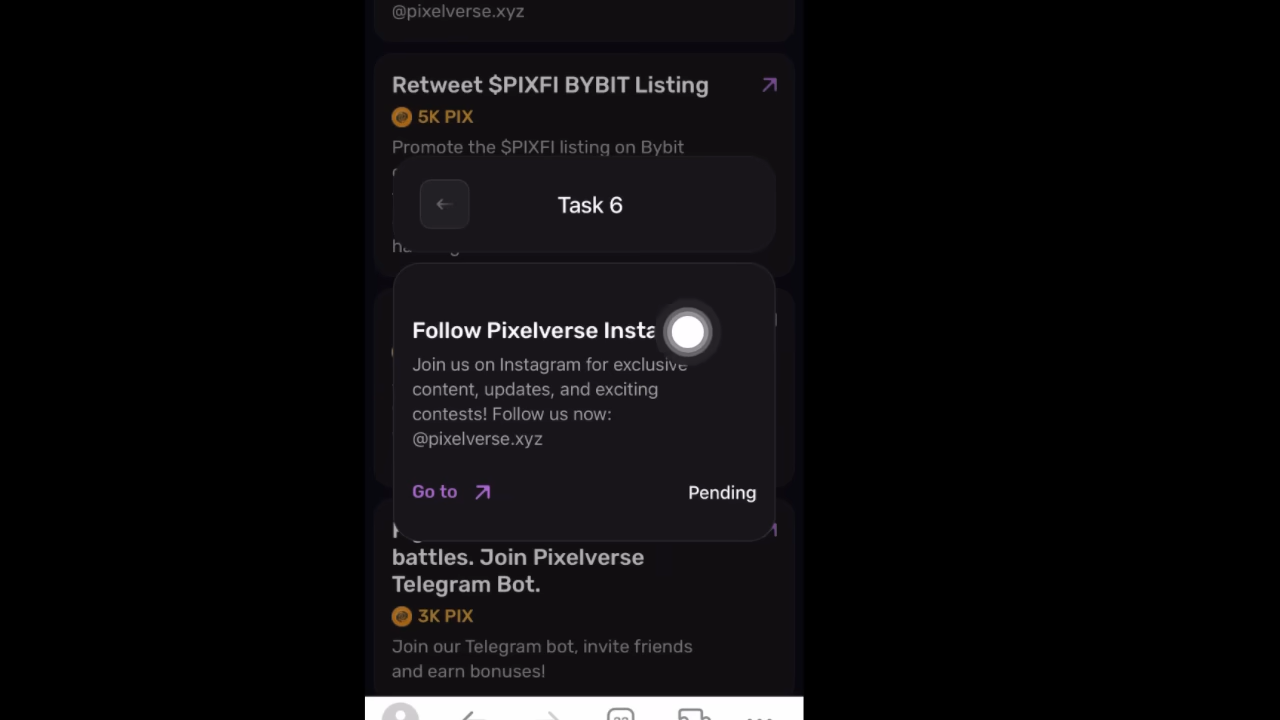 @pixelverse.xyz
Retweet $PIXFI BYBIT Listing
5K PIX
Promote the $PIXFI listing on Bybit
Task 6
Follow Pixelverse Insta
Join us on Instagram for exclusive
content, updates, and exciting
contests! Follow us now:
@pixelverse.xyz
Go to
Pending
battles. Join Pixelverse
Telegram Bot.
3K PIX
Join our Telegram bot, invite friends
and earn bonuses!